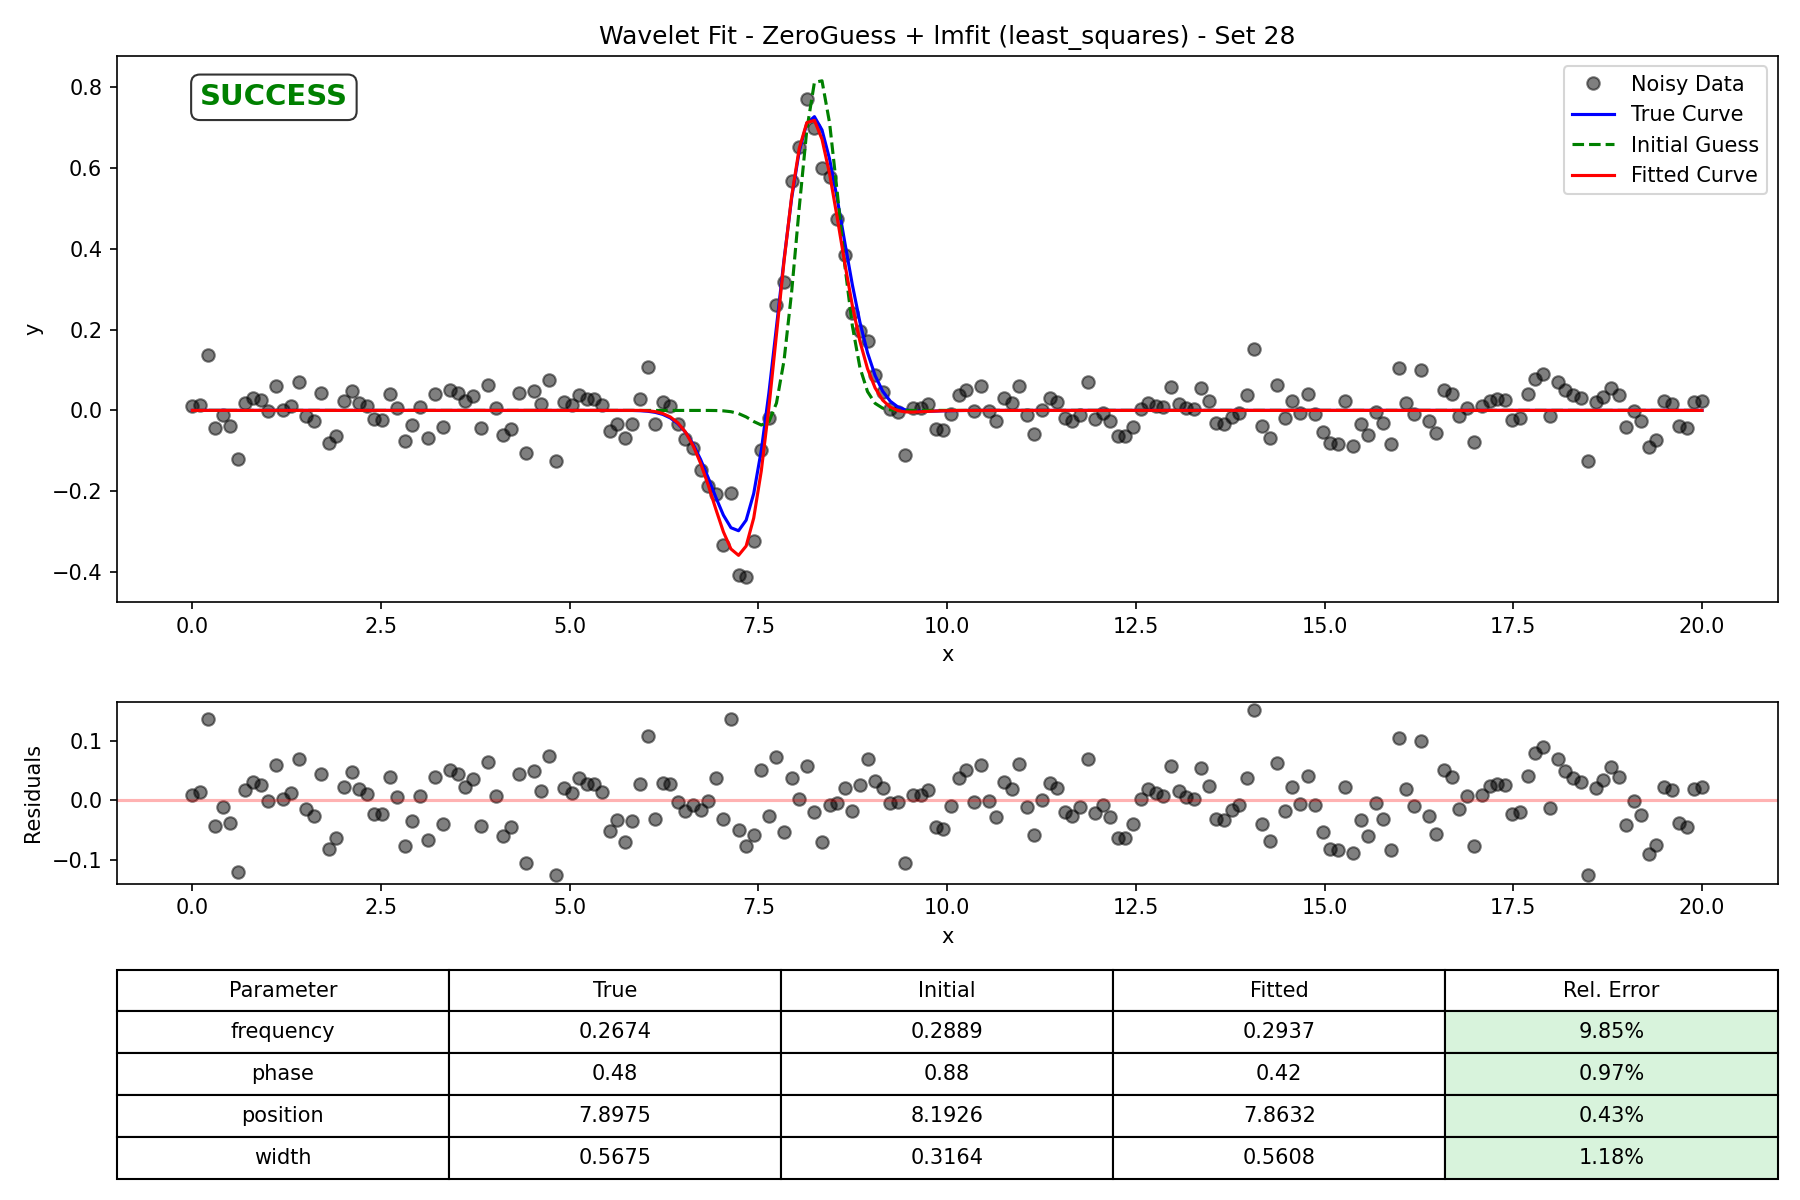 Wavelet Fit - ZeroGuess + lmfit (least_squares) - Set 28
SUCCESS
Noisy Data
True Curve
Initial Guess
Fitted Curve
y
0.8
0.6
0.4
0.2
0.0
−0.2
−0.4
0.0 2.5 5.0 7.5 10.0 12.5 15.0 17.5 20.0
x
Residuals
0.1
0.0
−0.1
0.0 2.5 5.0 7.5 10.0 12.5 15.0 17.5 20.0
x
Parameter True Initial Fitted Rel. Error
frequency 0.2674 0.2889 0.2937 9.85%
phase 0.48 0.88 0.42 0.97%
position 7.8975 8.1926 7.8632 0.43%
width 0.5675 0.3164 0.5608 1.18%